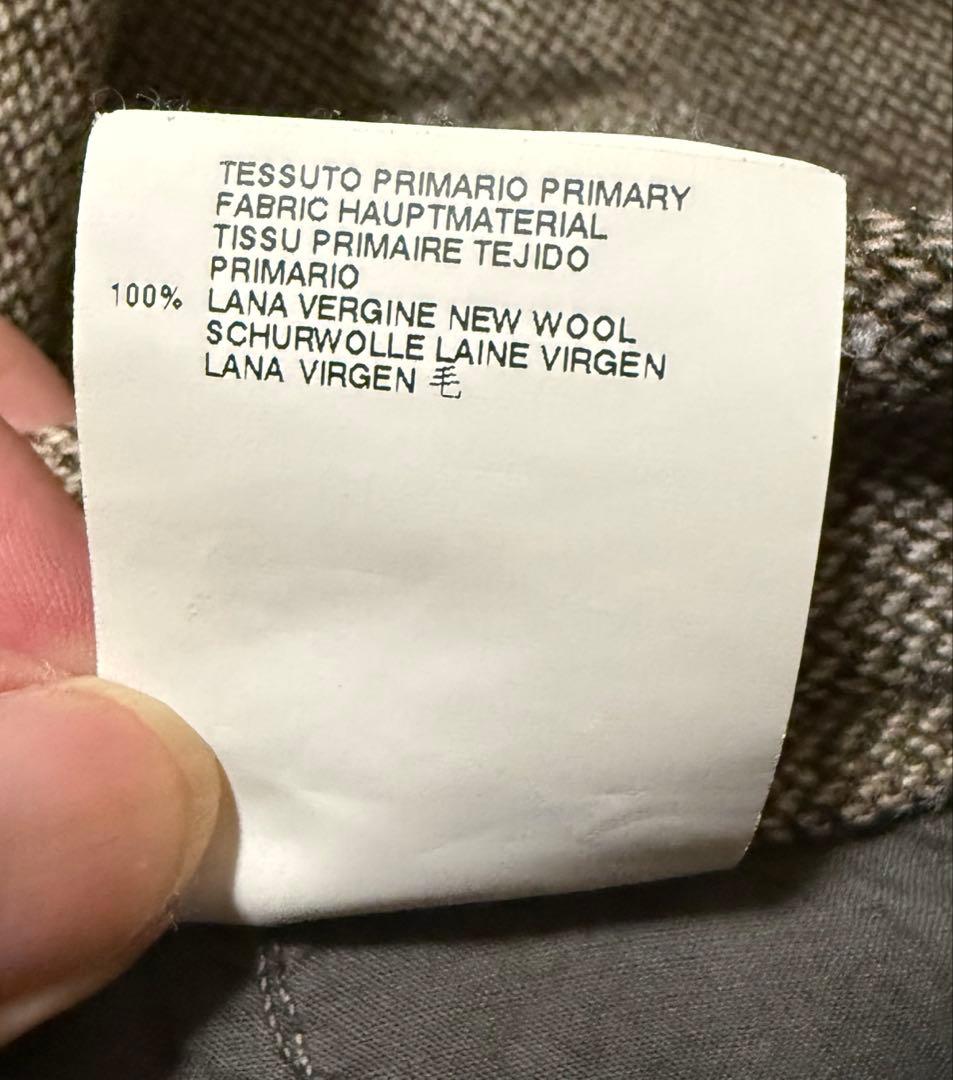 TESSUTO PRIMARIO PRIMARY
FABRIC HAUPTMATERIAL
TISSU PRIMAIRE TEJIDO
PRIMARIO
100% LANA VERGINE NEW WOOL
SCHURWOLLE LAINE VIRGEN
LANA VIRGEN 毛